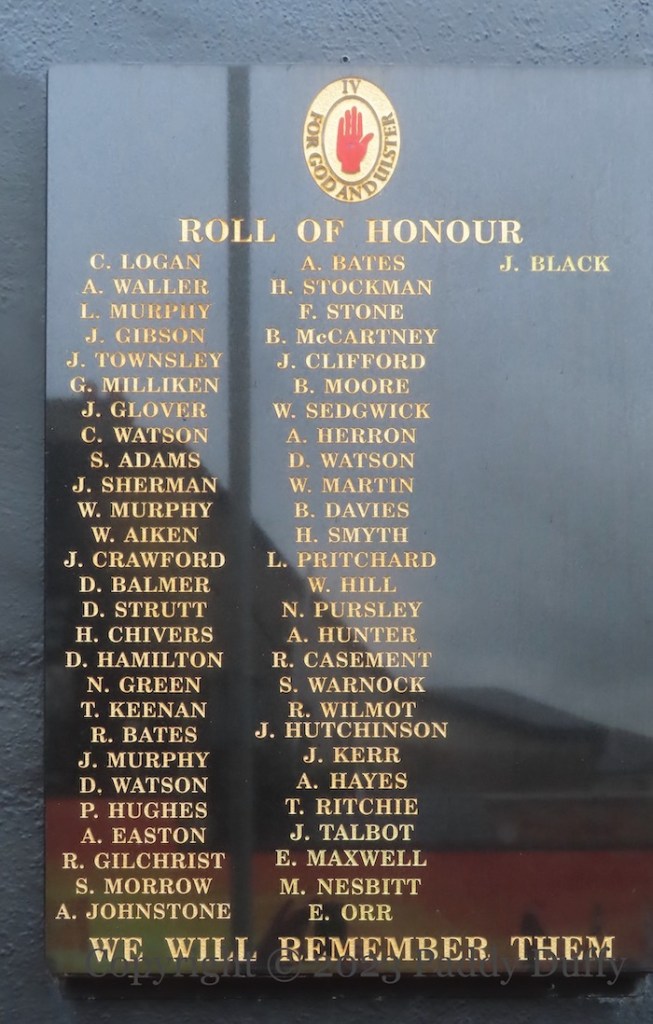 IV
FOR GOD AND ULSTER
ROLL OF HONOUR
C. LOGAN
A. WALLER
L. MURPHY
J. GIBSON
J. TOWNSLEY
G. MILLIKEN
J. GLOVER
C. WATSON
S. ADAMS
J. SHERMAN
W. MURPHY
W. AIKEN
J. CRAWFORD
D. BALMER
D. STRUTT
H. CHIVERS
D. HAMILTON
N. GREEN
T. KEENAN
R. BATES
J. MURPHY
D. WATSON
P. HUGHES
A. EASTON
R. GILCHRIST
S. MORROW
A. JOHNSTONE
A. BATES
H. STOCKMAN
F. STONE
B. McCARTNEY
J. CLIFFORD
B. MOORE
W. SEDGWICK
A. HERRON
D. WATSON
W. MARTIN
B. DAVIES
H. SMYTH
L. PRITCHARD
W. HILL
N. PURSLEY
A. HUNTER
R. CASEMENT
S. WARNOCK
R. WILMOT
J. HUTCHINSON
J. KERR
A. HAYES
T. RITCHIE
J. TALBOT
E. MAXWELL
M. NESBITT
E. ORR
J. BLACK
WE WILL REMEMBER THEM
Copyright © 2023 Paddy Duffy